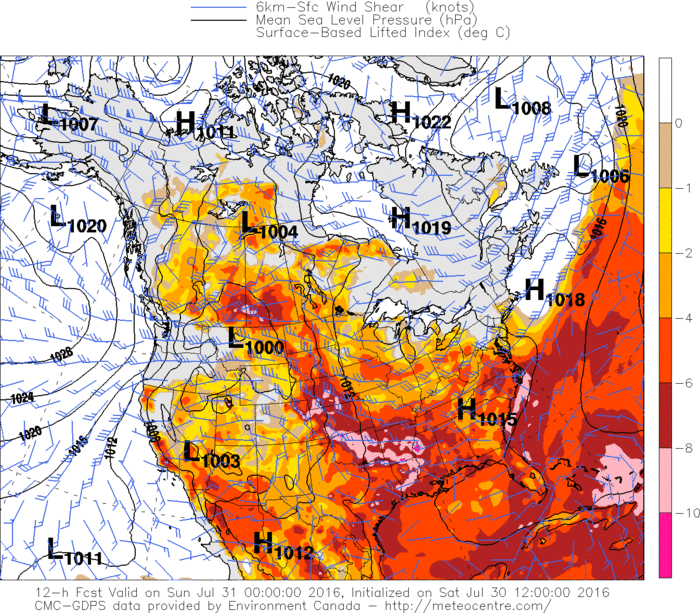 6km-Sfc Wind Shear (knots)
Mean Sea Level Pressure (hPa)
Surface-Based Lifted Index (deg C)
1020
L1008
L1007
H1011
H1022
1020
0
L1006
-1
L1020
L1004
H1019
1016
-2
H1018
-4
1028
L1000
1024
1012
-6
1020
1016
1012
1008
H1015
L1003
-8
-10
L1011
H1012
12-h Fcst Valid on Sun Jul 31 00:00:00 2016, Initialized on Sat Jul 30 12:00:00 2016
CMC-GDPS data provided by Environment Canada - http://meteocentre.com/